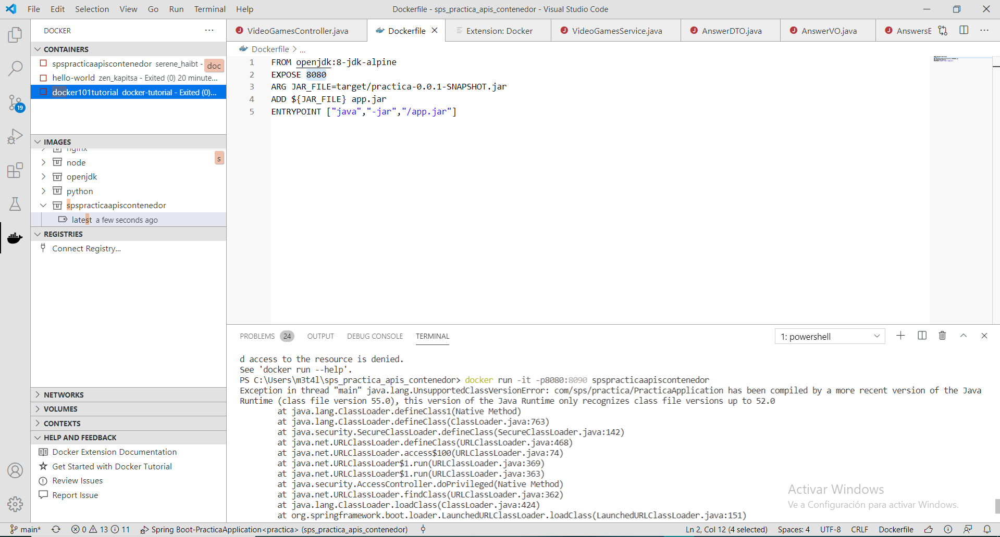 File Edit Selection View Go Run Terminal Help
Dockerfile - sps_practica_apis_contenedor - Visual Studio Code
DOCKER
VideoGamesController.java
Dockerfile
Extension: Docker
VideoGamesService.java
AnswerDTO.java
AnswerVO.java
AnswersE
CONTAINERS
spspracticaapiscontenedor serene_haibt -
doc
hello-world zen_kapitsa - Exited (0) 20 minute...
docker101tutorial docker-tutorial - Exited (0)...
19
IMAGES
nginx
s
node
openjdk
python
spspracticaapiscontenedor
latest a few seconds ago
REGISTRIES
Connect Registry...
NETWORKS
VOLUMES
CONTEXTS
HELP AND FEEDBACK
Docker Extension Documentation
Get Started with Docker Tutorial
Review Issues
Report Issue
Dockerfile > ...
1 FROM openjdk:8-jdk-alpine
2 EXPOSE 8080
3 ARG JAR_FILE=target/practica-0.0.1-SNAPSHOT.jar
4 ADD ${JAR_FILE} app.jar
5 ENTRYPOINT ["java","-jar","/app.jar"]
PROBLEMS 24 OUTPUT DEBUG CONSOLE TERMINAL
1: powershell
d access to the resource is denied.
See 'docker run --help'.
PS C:\Users\m3t4l\sps_practica_apis_contenedor> docker run -it -p8080:8090 spspracticaapiscontenedor
Exception in thread "main" java.lang.UnsupportedClassVersionError: com/sps/practica/PracticaApplication has been compiled by a more recent version of the Java
Runtime (class file version 55.0), this version of the Java Runtime only recognizes class file versions up to 52.0
at java.lang.ClassLoader.defineClass1(Native Method)
at java.lang.ClassLoader.defineClass(ClassLoader.java:763)
at java.security.SecureClassLoader.defineClass(SecureClassLoader.java:142)
at java.net.URLClassLoader.defineClass(URLClassLoader.java:468)
at java.net.URLClassLoader.access$100(URLClassLoader.java:74)
at java.net.URLClassLoader$1.run(URLClassLoader.java:369)
at java.net.URLClassLoader$1.run(URLClassLoader.java:363)
at java.security.AccessController.doPrivileged(Native Method)
at java.net.URLClassLoader.findClass(URLClassLoader.java:362)
at java.lang.ClassLoader.loadClass(ClassLoader.java:424)
at org.springframework.boot.loader.LaunchedURLClassLoader.loadClass(LaunchedURLClassLoader.java:151)
Activar Windows
Ve a Configuración para activar Windows.
main* 0 13 11 Spring Boot-PracticaApplication<practica> (sps_practica_apis_contenedor)
Ln 2, Col 12 (4 selected) Spaces: 4 UTF-8 CRLF Dockerfile